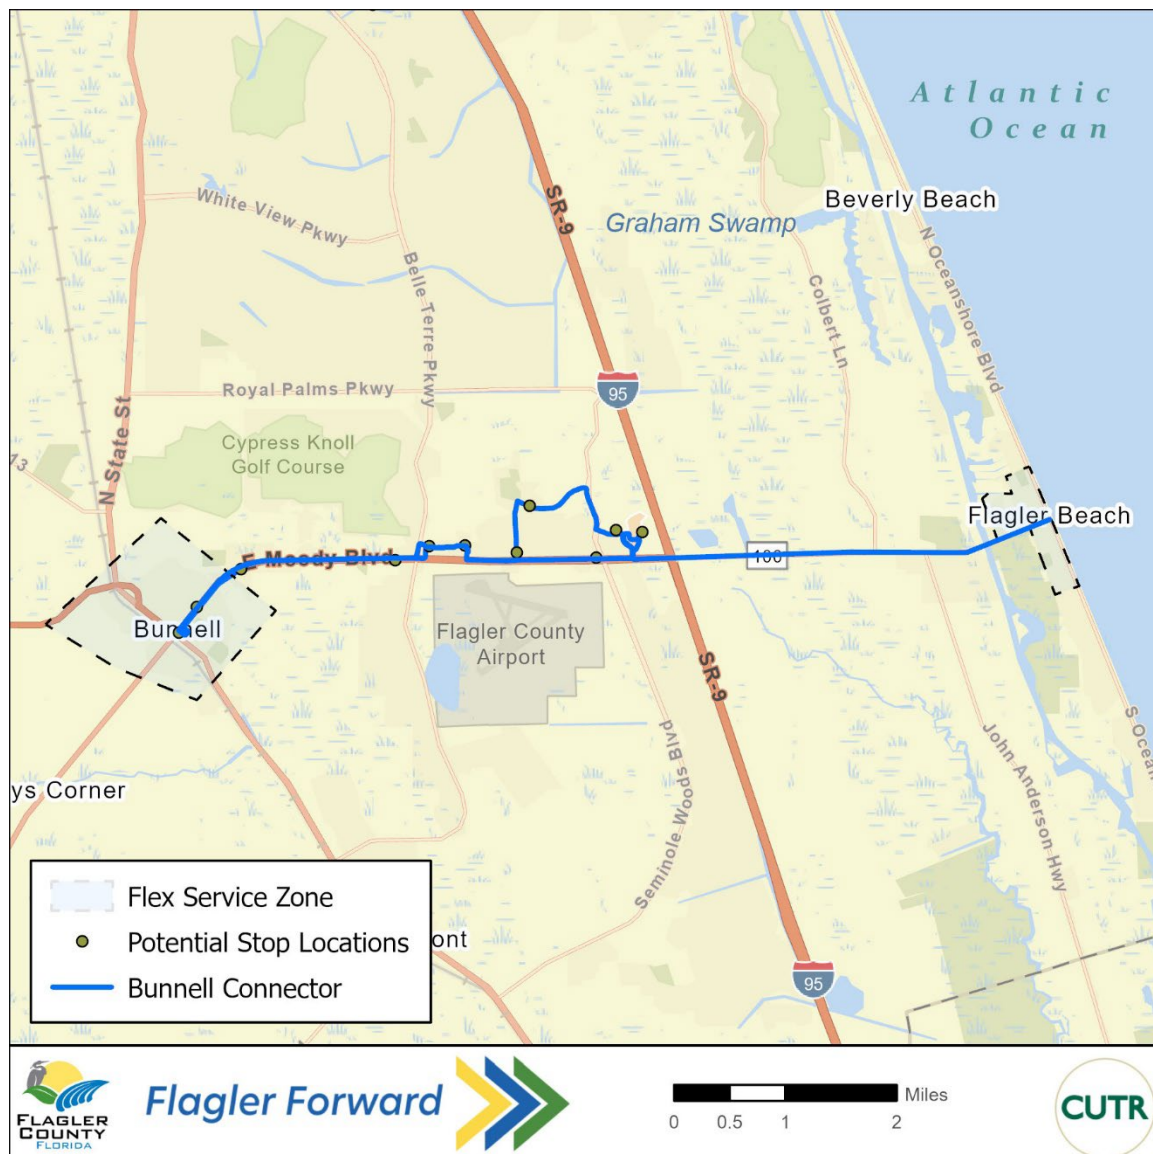 Atlantic
Ocean
Beverly Beach
White View Pkwy
SR-9
Graham Swamp
N Oceanshore Blvd
Belle Terre Pkwy
Colbert Ln
Royal Palms Pkwy
95
N State St
Cypress Knoll
Golf Course
13
Flagler Beach
E Moody Blvd
100
Bunnell
Flagler County
Airport
SR-9
S Ocean
John Anderson Hwy
Seminole Woods Blvd
ys Corner
Flex Service Zone
Potential Stop Locations
ont
Bunnell Connector
95
FLAGLER
COUNTY
FLORIDA
Flagler Forward
Miles
0 0.5 1 2
CUTR